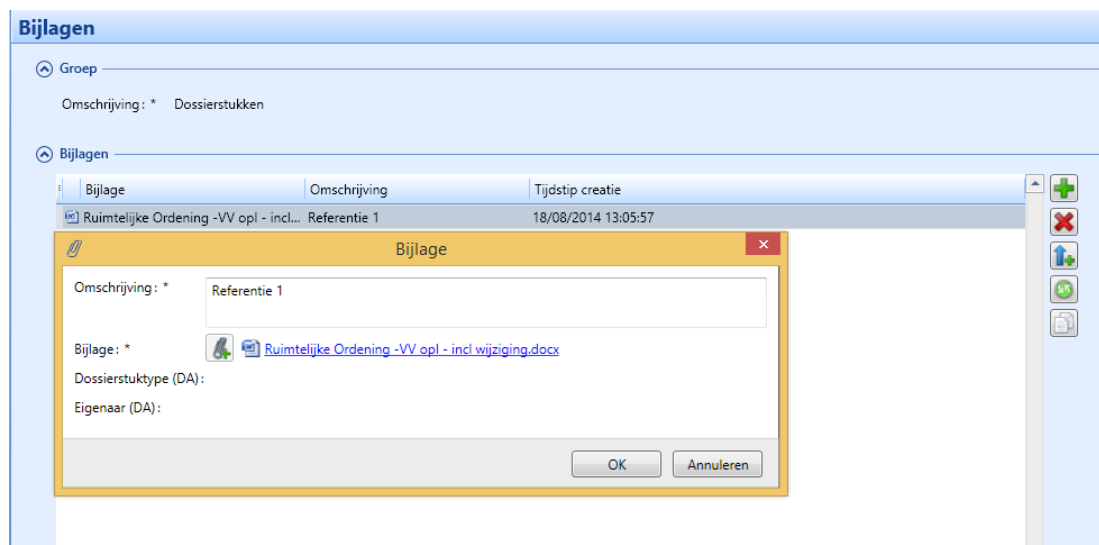 Bijlagen
Groep
Omschrijving: * Dossierstukken
Bijlagen
Bijlage Omschrijving Tijdstip creatie
Ruimtelijke Ordening -VV opl - incl... Referentie 1 18/08/2014 13:05:57
Bijlage
Omschrijving: * Referentie 1
Bijlage: * Ruimtelijke Ordening -VV opl - incl wijziging.docx
Dossierstuktype (DA):
Eigenaar (DA):
OK Annuleren